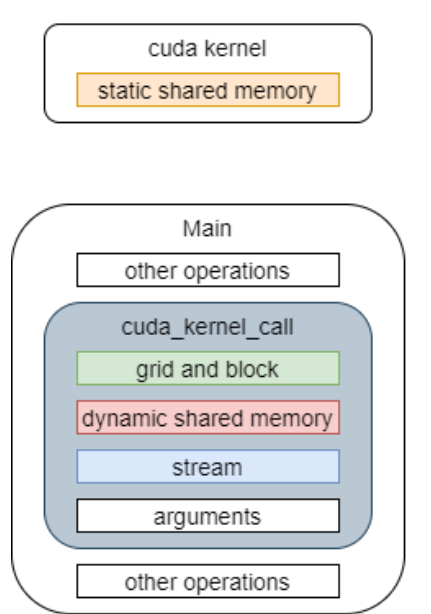 cuda kernel
static shared memory
Main
other operations
cuda_kernel_call
grid and block
dynamic shared memory
stream
arguments
other operations